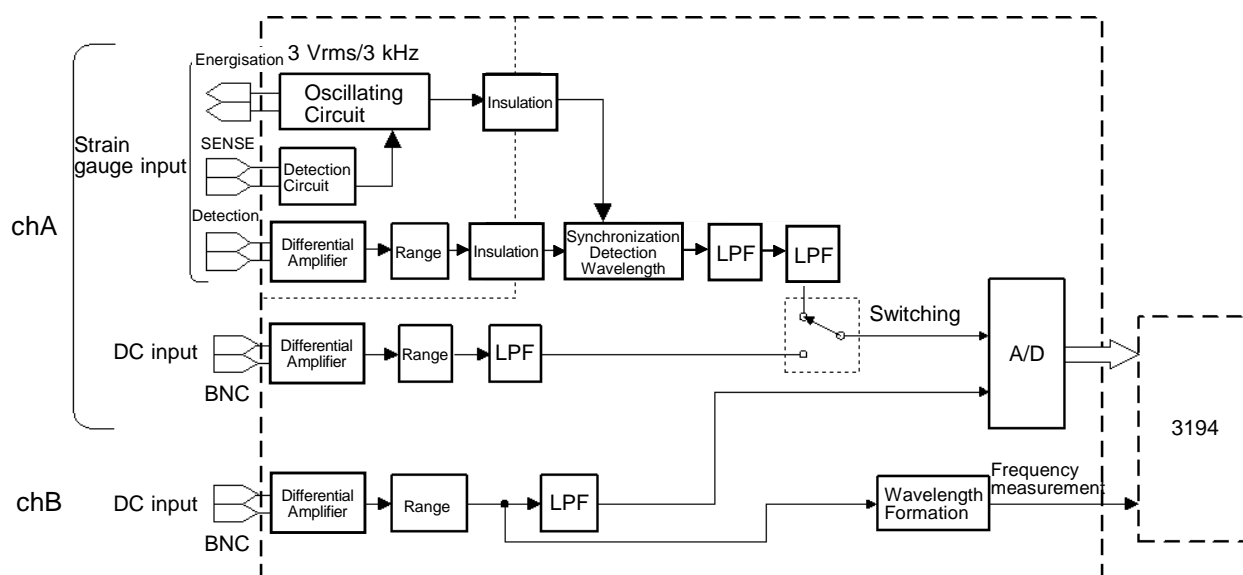 Energisation
3 Vrms/3 kHz
Oscillating
Circuit
Insulation
Strain
gauge input
SENSE
Detection
Circuit
chA
Detection
Differential
Amplifier
Range
Insulation
Synchronization
Detection
Wavelength
LPF
LPF
Switching
DC input
BNC
Differential
Amplifier
Range
LPF
A/D
3194
chB
DC input
BNC
Differential
Amplifier
Range
LPF
Wavelength
Formation
Frequency
measurement